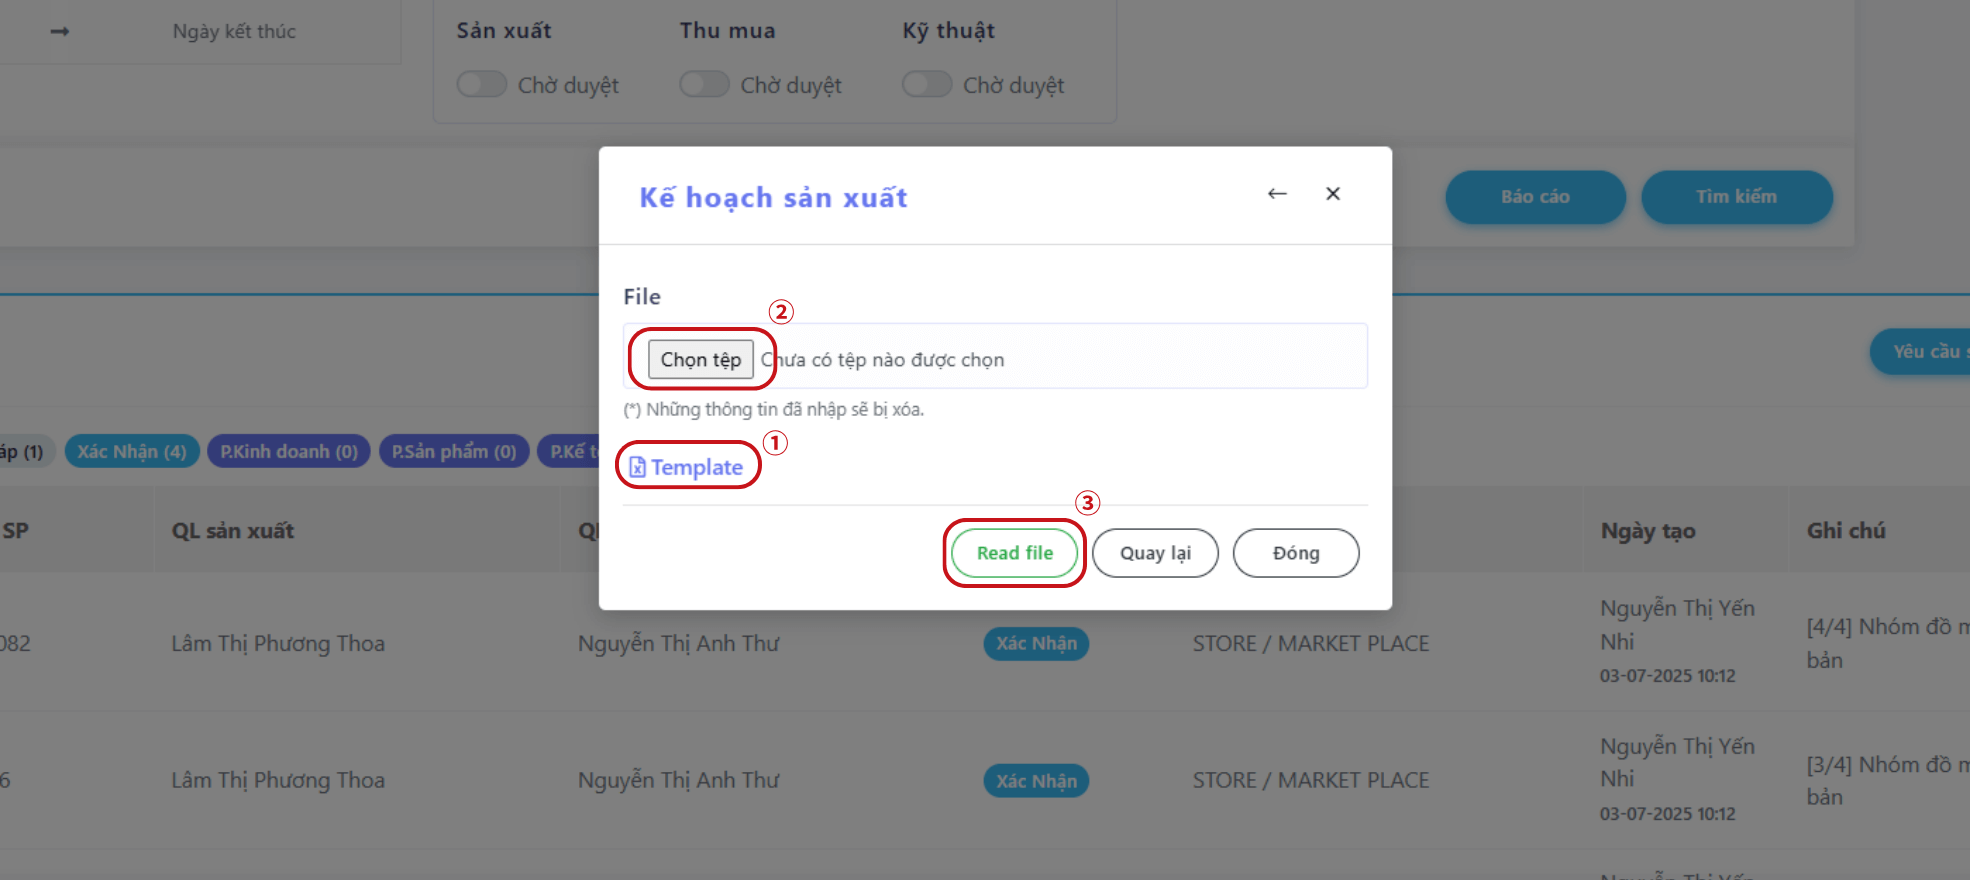 Ngày kết thúc
Sản xuất Thu mua Kỹ thuật
Chờ duyệt Chờ duyệt Chờ duyệt
Kế hoạch sản xuất
Báo cáo Tìm kiếm
File
②
Chọn tệp Chưa có tệp nào được chọn
Yêu cầu
(*) Những thông tin đã nhập sẽ bị xóa.
áp (1) Xác Nhận (4) P.Kinh doanh (0) P.Sản phẩm (0) P.Kế
①
Template
③
Read file Quay lại Đóng
SP QL sản xuất Ngày tạo Ghi chú
082 Lâm Thị Phương Thoa Nguyễn Thị Anh Thư Xác Nhận STORE / MARKET PLACE Nguyễn Thị Yến Nhi [4/4] Nhóm đồ
bản
03-07-2025 10:12
6 Lâm Thị Phương Thoa Nguyễn Thị Anh Thư Xác Nhận STORE / MARKET PLACE Nguyễn Thị Yến Nhi [3/4] Nhóm đồ
bản
03-07-2025 10:12